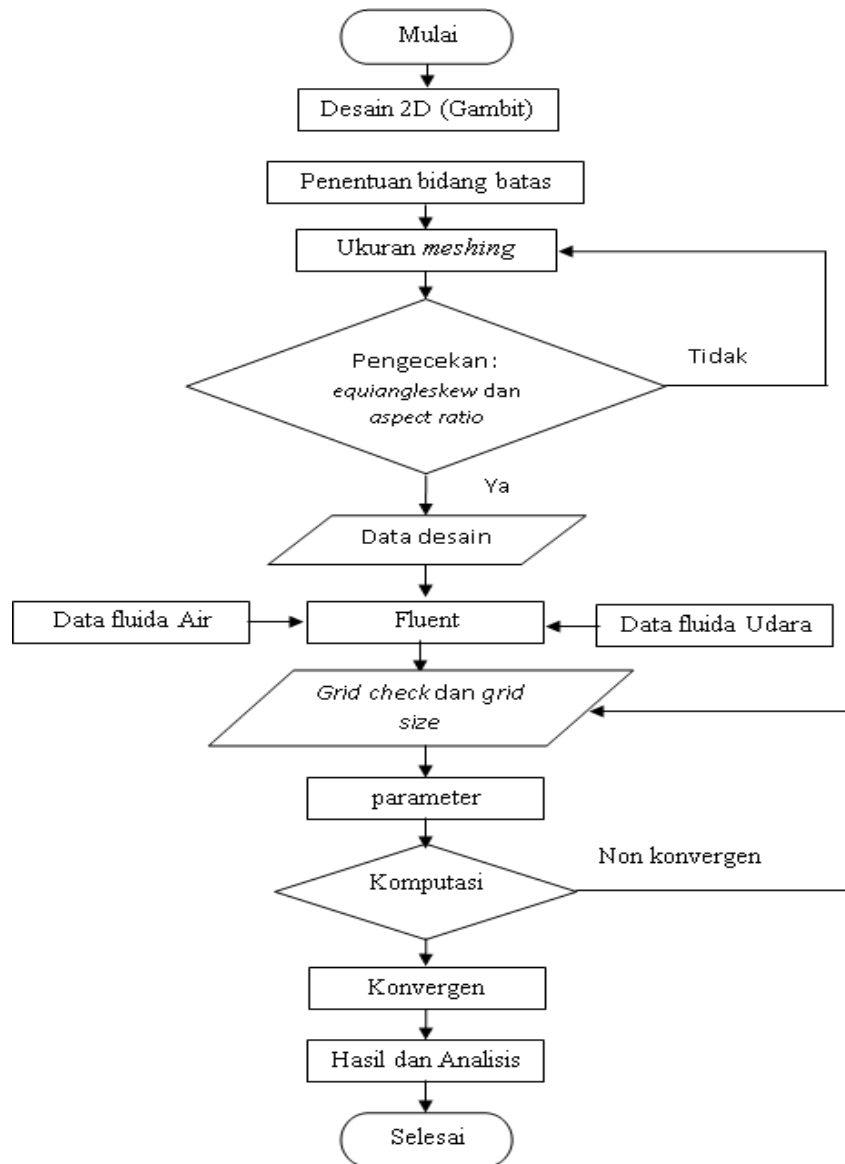 Mulai
Desain 2D (Gambit)
Penentuan bidang batas
Ukuran meshing
Pengecekan :
equiangleskew dan
aspect ratio
Tidak
Ya
Data desain
Data fluida Air
Fluent
Data fluida Udara
Grid check dan grid
size
parameter
Komputasi
Non konvergen
Konvergen
Hasil dan Analisis
Selesai